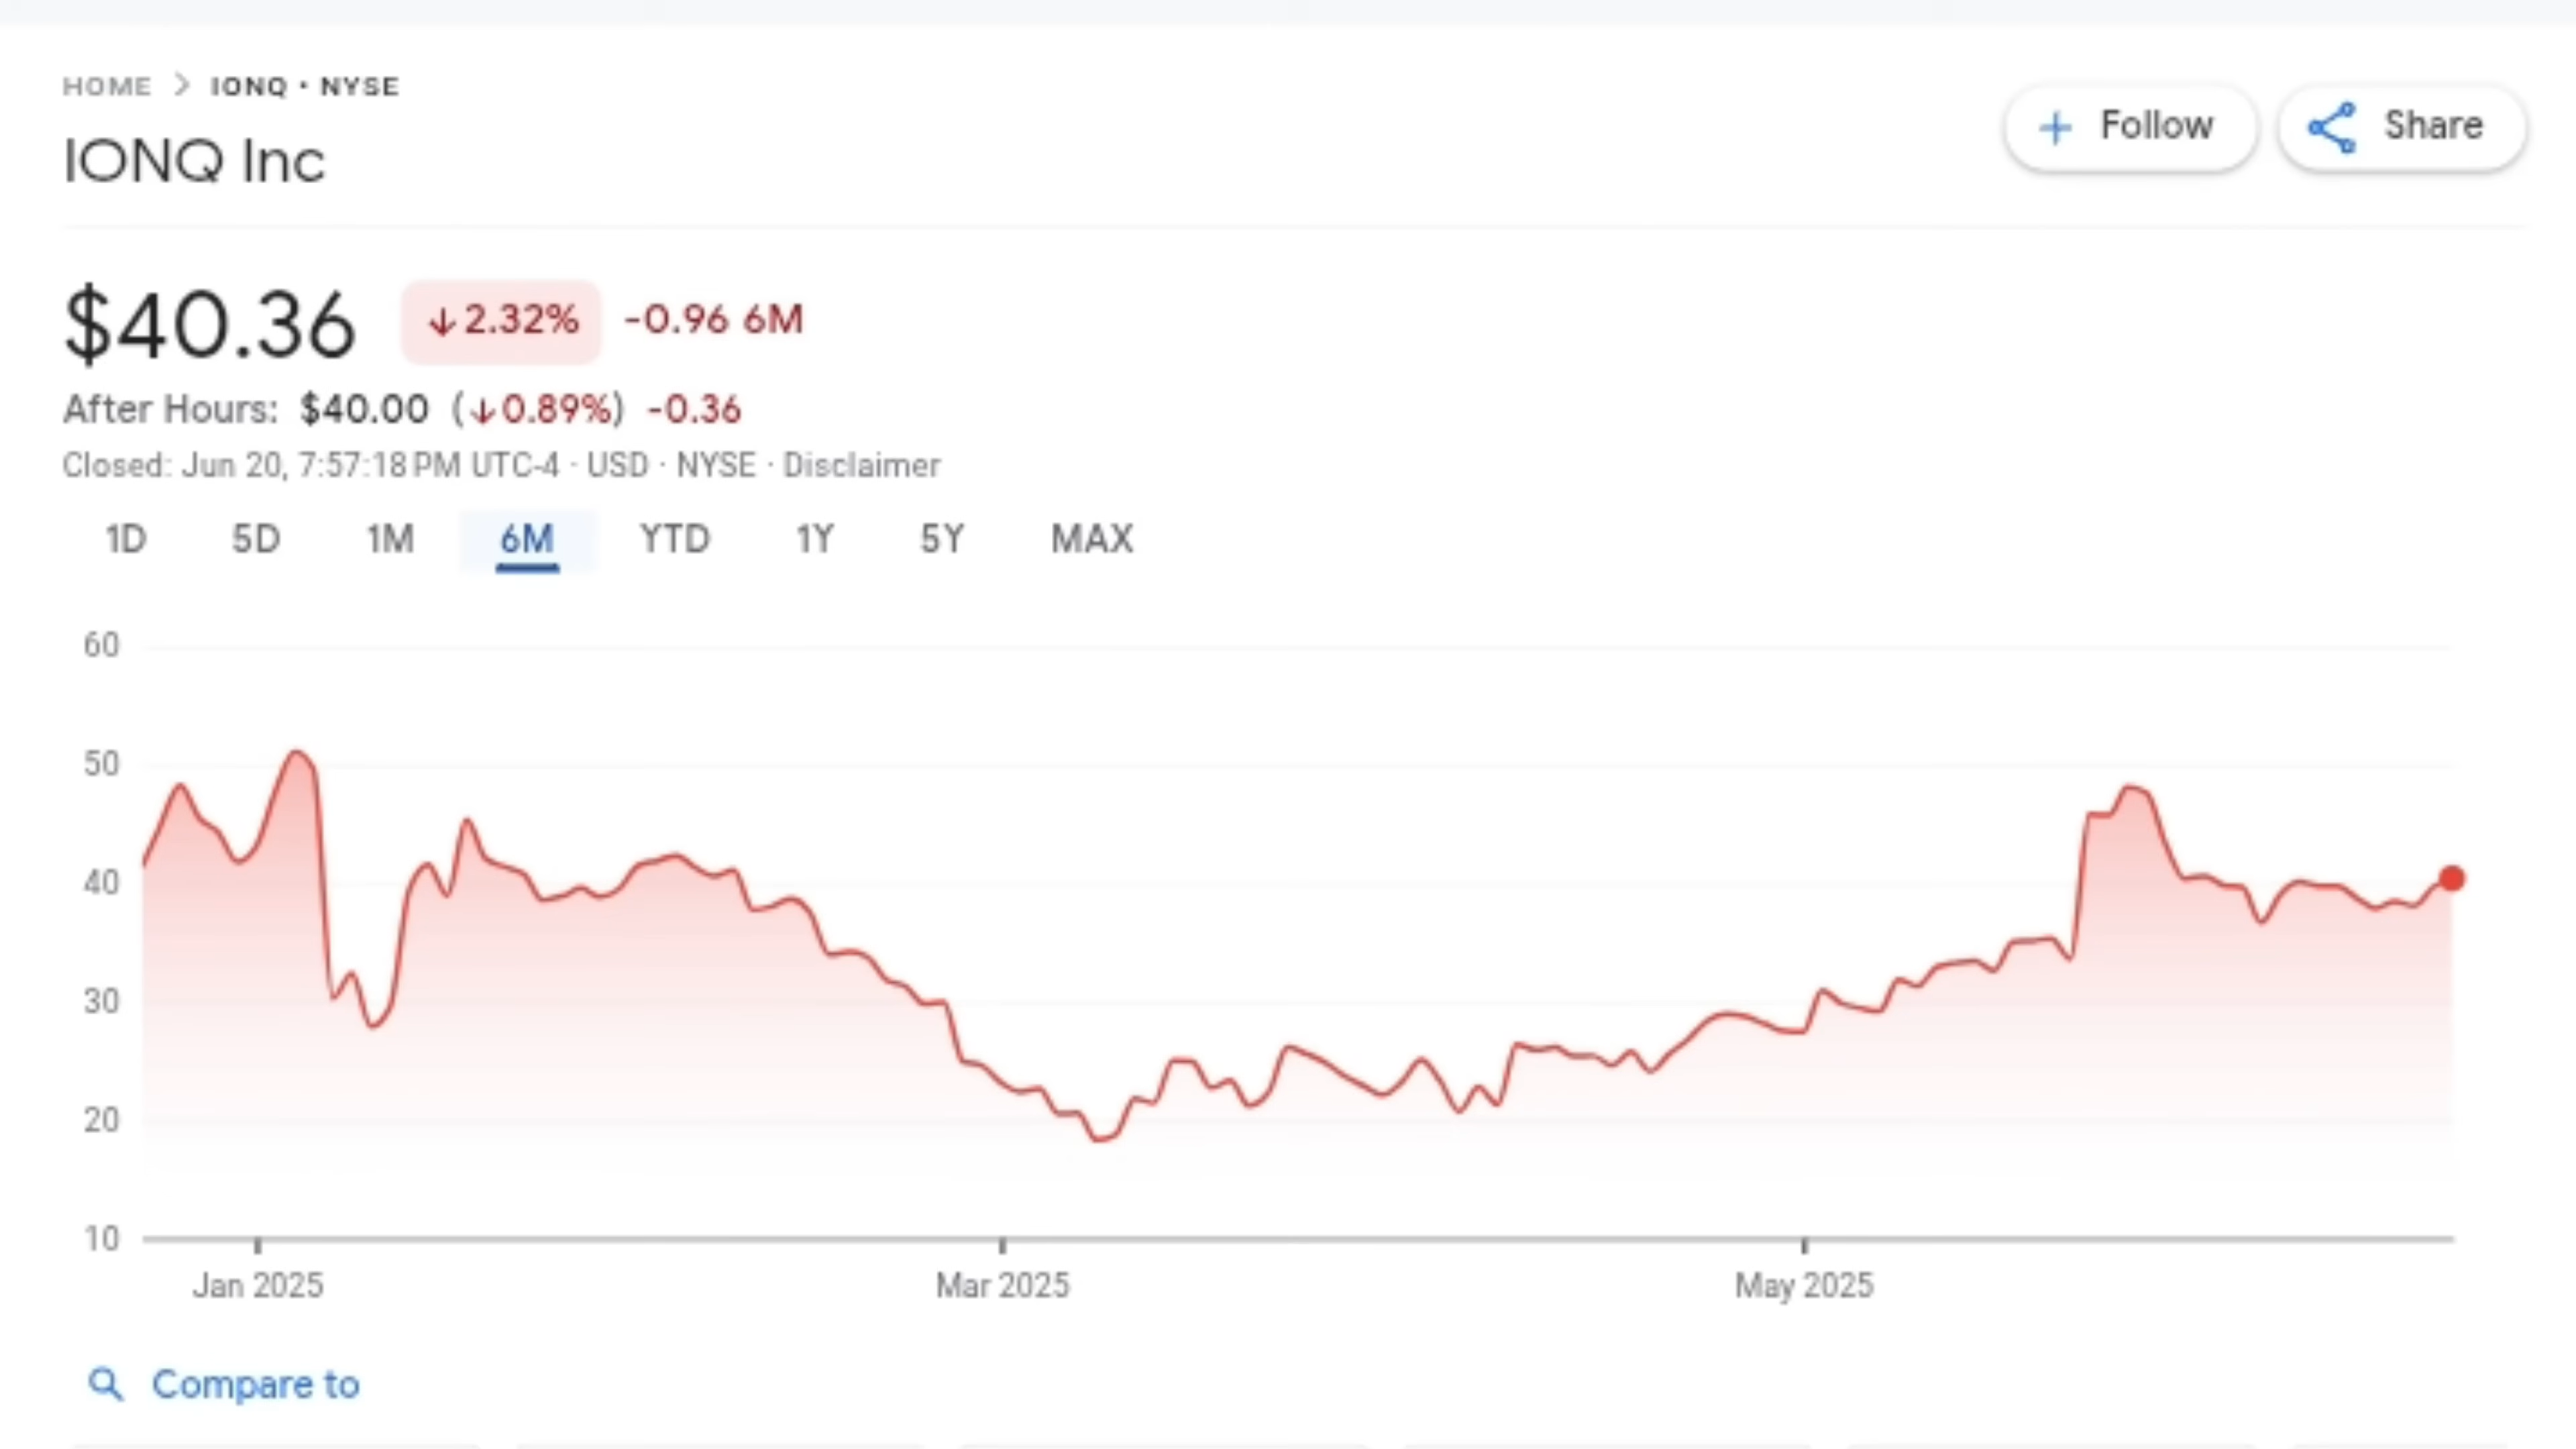 HOME > IONQ • NYSE
IONQ Inc
+ Follow
Share
$40.36 ↓2.32% -0.96 6M
After Hours: $40.00 (↓0.89%) -0.36
Closed: Jun 20, 7:57:18 PM UTC-4 · USD · NYSE · Disclaimer
1D 5D 1M 6M YTD 1Y 5Y MAX
60
50
40
30
20
10
Jan 2025 Mar 2025 May 2025
Compare to